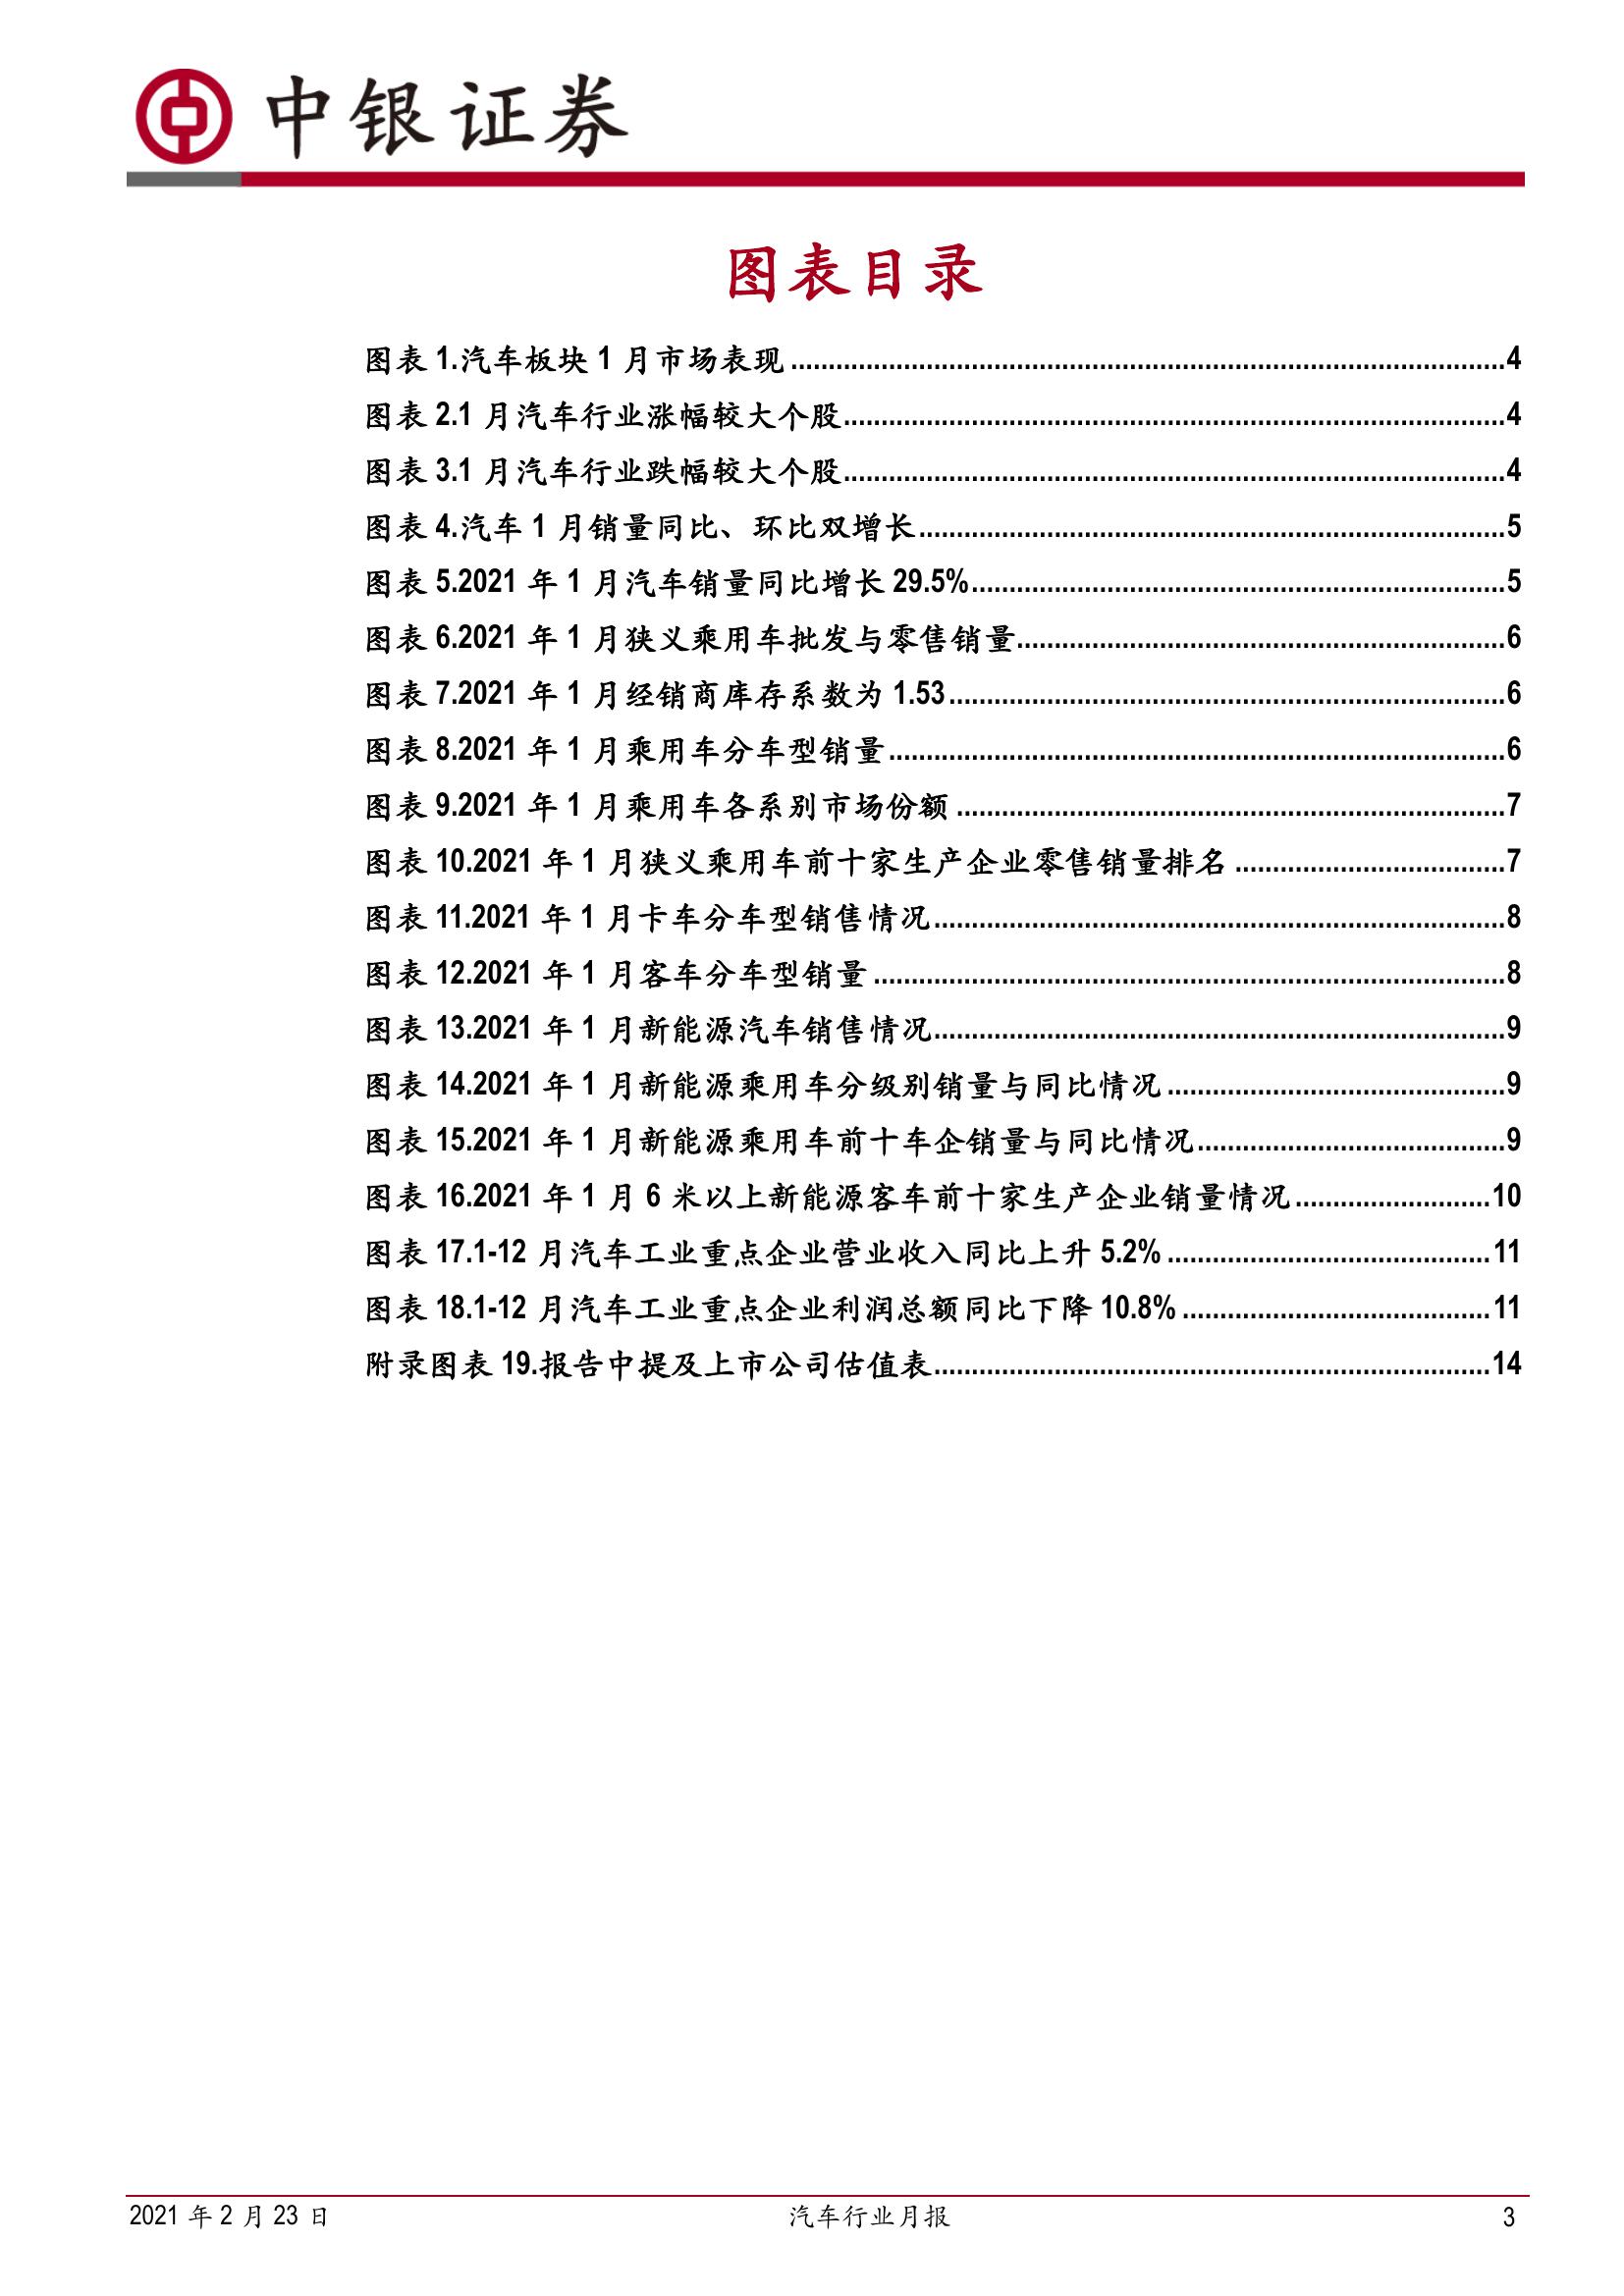 中银证券
图表目录
图表 1.汽车板块 1 月市场表现 ........................................ 4
图表 2.1 月汽车行业涨幅较大个股 ........................................ 4
图表 3.1 月汽车行业跌幅较大个股 ........................................ 4
图表 4.汽车 1 月销量同比、环比双增长 ........................................ 5
图表 5.2021 年 1 月汽车销量同比增长 29.5% ........................................ 5
图表 6.2021 年 1 月狭义乘用车批发与零售销量 ........................................ 6
图表 7.2021 年 1 月经销商库存系数为 1.53 ........................................ 6
图表 8.2021 年 1 月乘用车分车型销量 ........................................ 6
图表 9.2021 年 1 月乘用车各系别市场份额 ........................................ 7
图表 10.2021 年 1 月狭义乘用车前十家生产企业零售销量排名 ........................................ 7
图表 11.2021 年 1 月卡车分车型销售情况 ........................................ 8
图表 12.2021 年 1 月客车分车型销量 ........................................ 8
图表 13.2021 年 1 月新能源汽车销售情况 ........................................ 9
图表 14.2021 年 1 月新能源乘用车分级别销量与同比情况 ........................................ 9
图表 15.2021 年 1 月新能源乘用车前十车企销量与同比情况 ........................................ 9
图表 16.2021 年 1 月 6 米以上新能源客车前十家生产企业销量情况 .......................... 10
图表 17.1-12 月汽车工业重点企业营业收入同比上升 5.2% ........................................ 11
图表 18.1-12 月汽车工业重点企业利润总额同比下降 10.8% ........................................ 11
附录图表 19.报告中提及上市公司估值表 ........................................ 14
2021 年 2 月 23 日 汽车行业月报 3